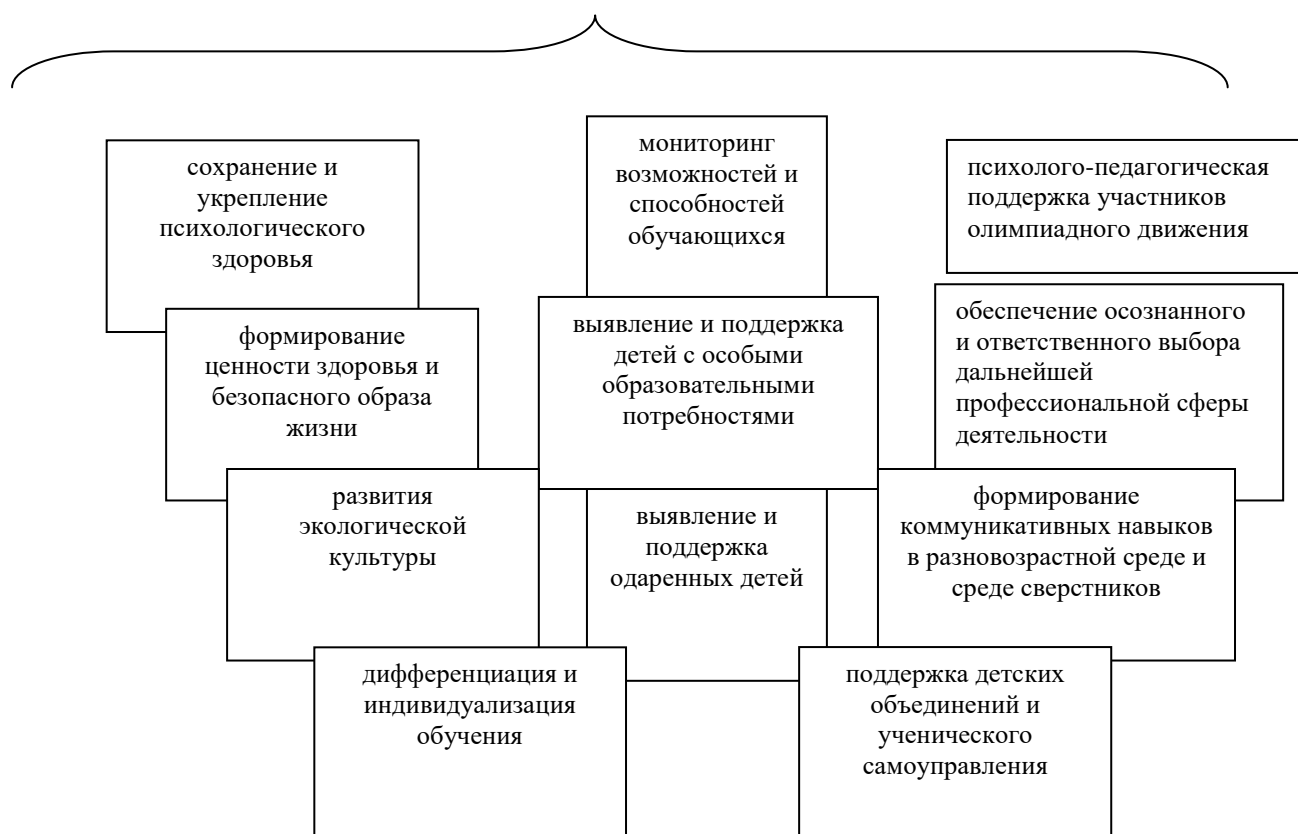 сохранение и
укрепление
психологического
здоровья
мониторинг
возможностей и
способностей
обучающихся
психолого-педагогическая
поддержка участников
олимпиадного движения
формирование
ценности здоровья и
безопасного образа
жизни
выявление и поддержка
детей с особыми
образовательными
потребностями
обеспечение осознанного
и ответственного выбора
дальнейшей
профессиональной сферы
деятельности
развития
экологической
культуры
выявление и
поддержка
одаренных детей
формирование
коммуникативных навыков
в разновозрастной среде и
среде сверстников
дифференциация и
индивидуализация
обучения
поддержка детских
объединений и
ученического
самоуправления